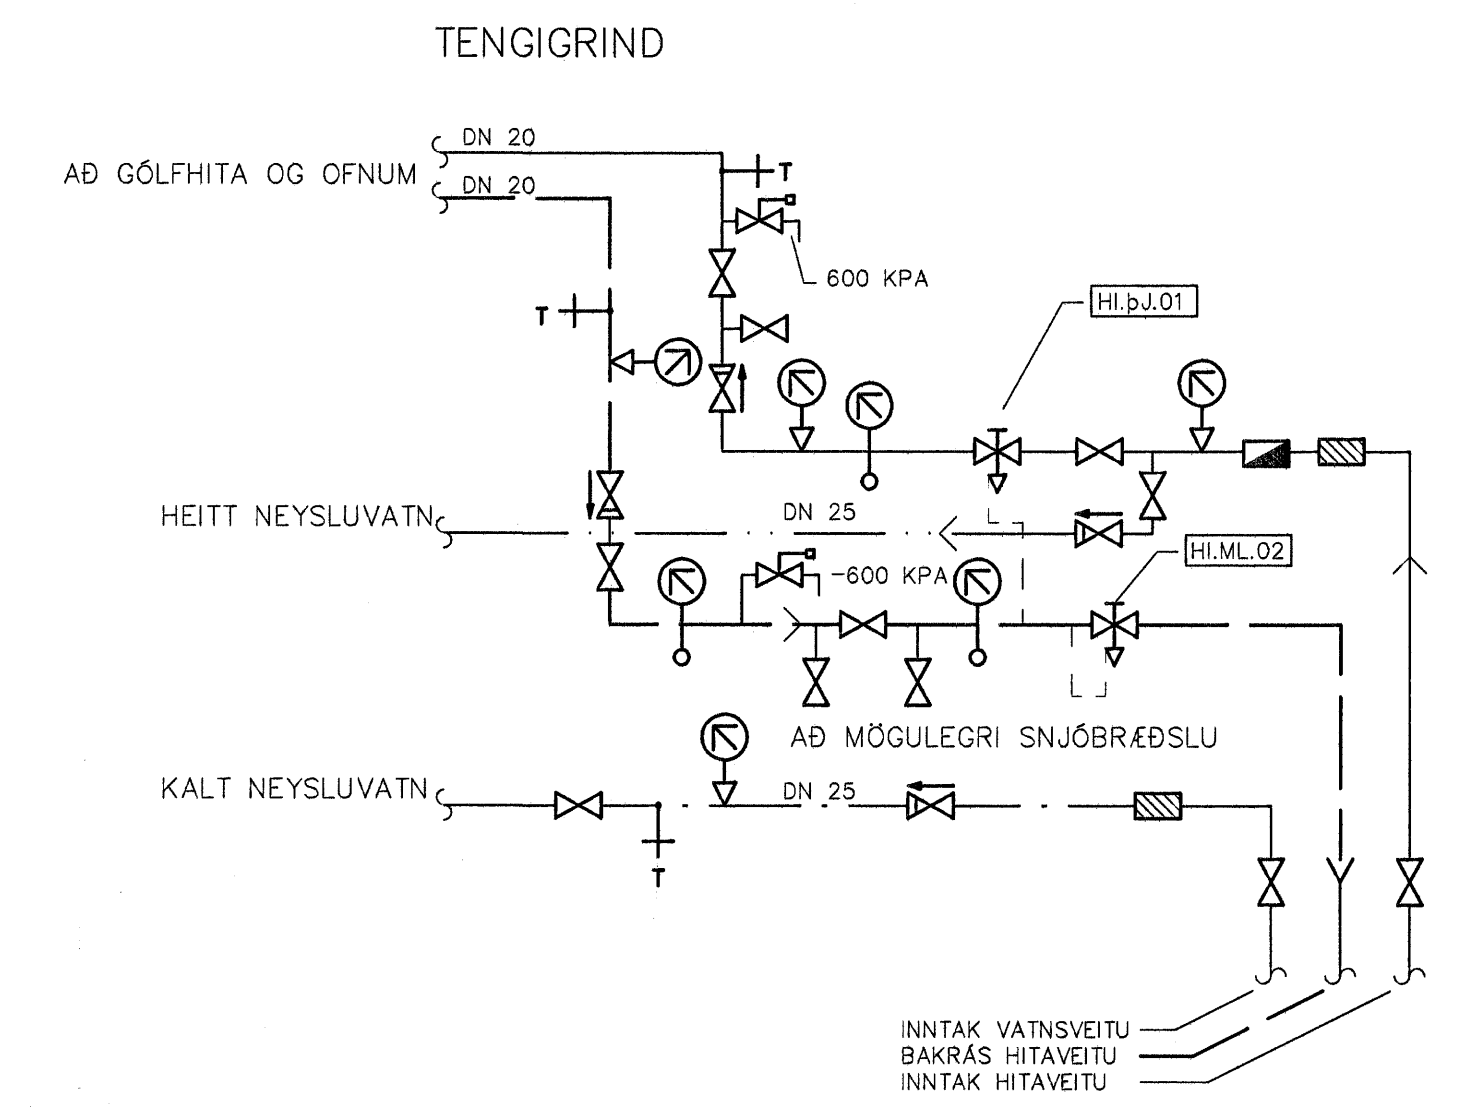 TENGIGRIND
DN 20
AÐ GÓLFHITA OG OFNUM
DN 20
T
600 KPA
HI.þJ.01
T
HEITT NEYSLUVATN
DN 25
HI.ML.02
-600 KPA
AÐ MÖGULEGRI SNJÓBRÆÐSLU
KALT NEYSLUVATN
DN 25
T
INNTAK VATNSVEITU
BAKRÁS HITAVEITU
INNTAK HITAVEITU